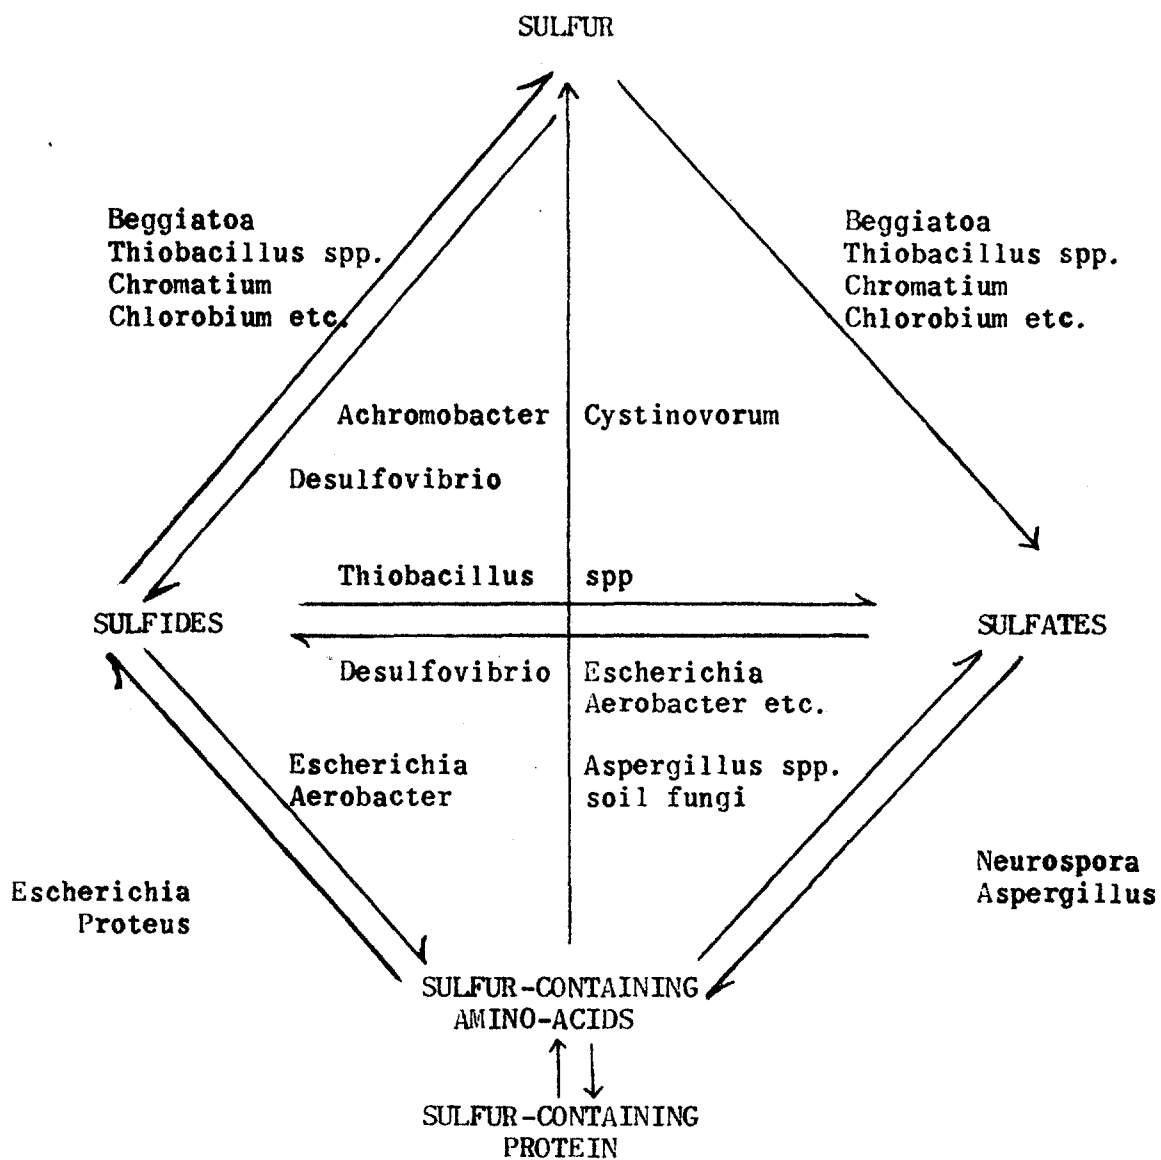 SULFUR
Beggiatoa
Thiobacillus spp.
Chromatium
Chlorobium etc.
Beggiatoa
Thiobacillus spp.
Chromatium
Chlorobium etc.
Achromobacter Cystinovorum
Desulfovibrio
Thiobacillus spp
SULFIDES
SULFATES
Desulfovibrio
Escherichia
Aerobacter etc.
Escherichia
Aerobacter
Aspergillus spp.
soil fungi
Escherichia
Proteus
Neurospora
Aspergillus
SULFUR-CONTAINING
AMINO-ACIDS
SULFUR-CONTAINING
PROTEIN